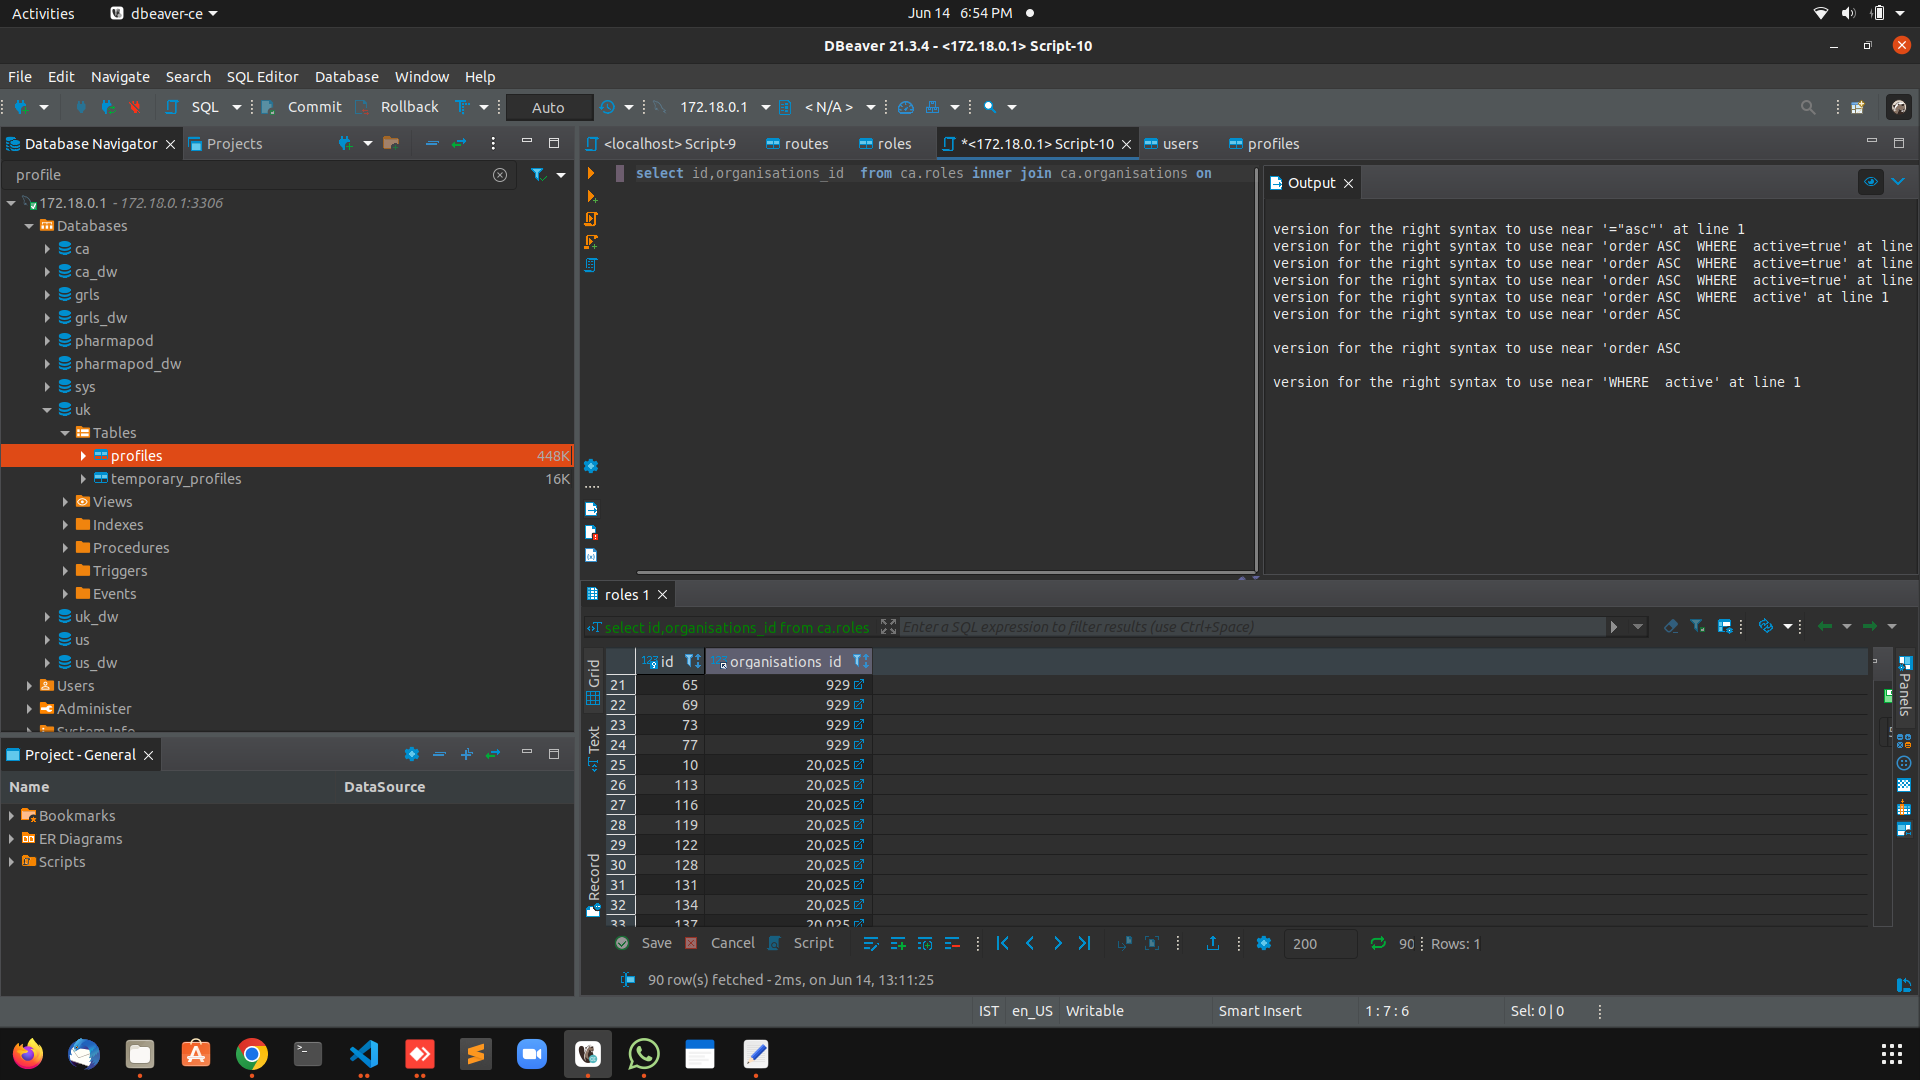 Activities
dbeaver-ce
Jun 14 6:54 PM
DBeaver 21.3.4 - <172.18.0.1> Script-10
File Edit Navigate Search SQL Editor Database Window Help
SQL Commit Rollback Auto 172.18.0.1 < N/A >
Database Navigator Projects
profile
172.18.0.1 - 172.18.0.1:3306
Databases
ca
ca_dw
grls
grls_dw
pharmapod
pharmapod_dw
sys
uk
Tables
profiles 448K
temporary_profiles 16K
Views
Indexes
Procedures
Triggers
Events
uk_dw
us
us_dw
Users
Administer
System Info
Project - General
Name DataSource
Bookmarks
ER Diagrams
Scripts
<localhost> Script-9 routes roles *<172.18.0.1> Script-10 users profiles
select id,organisations_id  from ca.roles inner join ca.organisations on
Output
version for the right syntax to use near '="asc"' at line 1
version for the right syntax to use near 'order ASC  WHERE  active=true' at line
version for the right syntax to use near 'order ASC  WHERE  active=true' at line
version for the right syntax to use near 'order ASC  WHERE  active=true' at line
version for the right syntax to use near 'order ASC  WHERE  active' at line 1
version for the right syntax to use near 'order ASC
version for the right syntax to use near 'order ASC
version for the right syntax to use near 'WHERE  active' at line 1
roles 1
select id,organisations_id from ca.roles
Enter a SQL expression to filter results (use Ctrl+Space)
Grid
Text
Record
123 id 123 organisations_id
21 65 929
22 69 929
23 73 929
24 77 929
25 10 20,025
26 113 20,025
27 116 20,025
28 119 20,025
29 122 20,025
30 128 20,025
31 131 20,025
32 134 20,025
33 137 20,025
Panels
Save Cancel Script 200 90 Rows: 1
90 row(s) fetched - 2ms, on Jun 14, 13:11:25
IST en_US Writable Smart Insert 1 : 7 : 6 Sel: 0 | 0